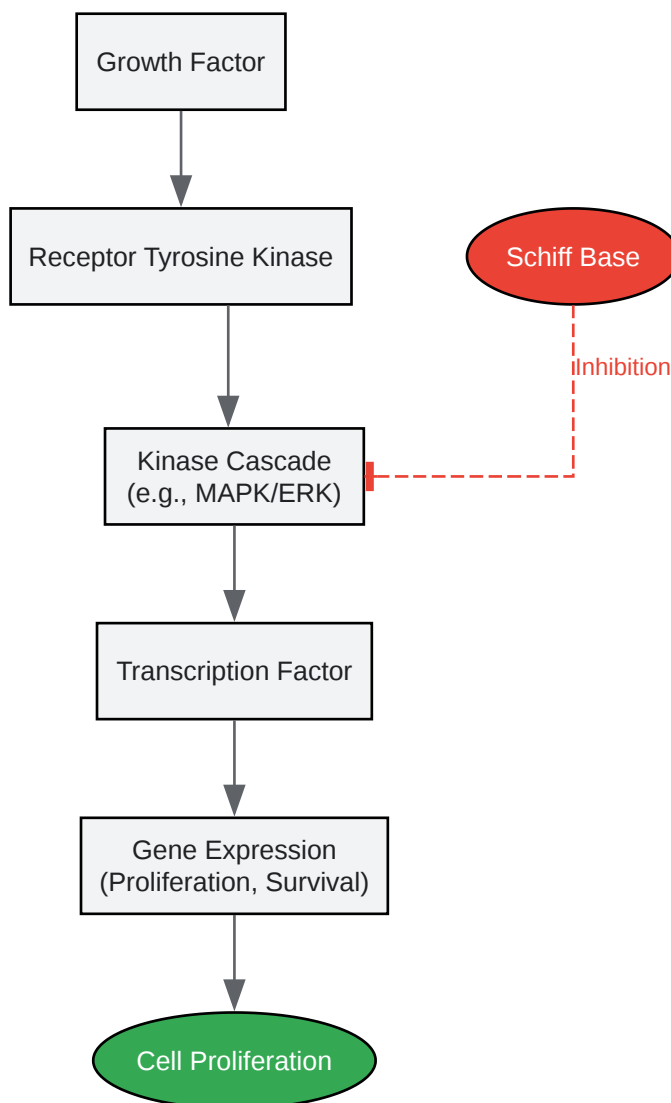 Growth Factor
Receptor Tyrosine Kinase
Schiff Base
Inhibition
Kinase Cascade
(e.g., MAPK/ERK)
Transcription Factor
Gene Expression
(Proliferation, Survival)
Cell Proliferation